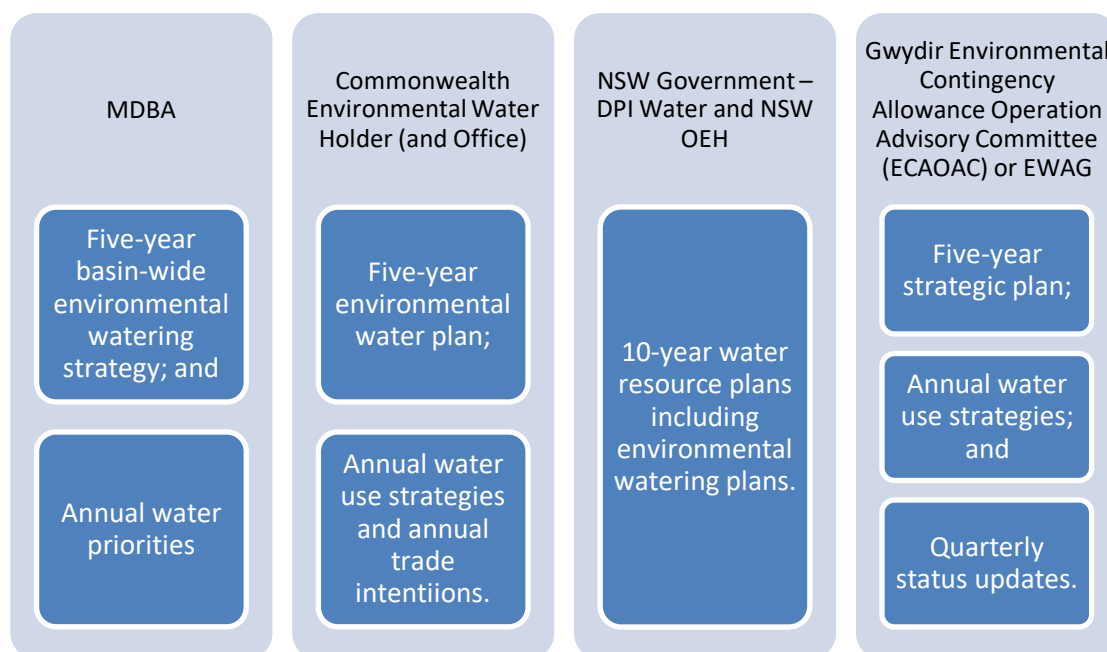 MDBA
Five-year
basin-wide
environmental
watering
strategy; and
Annual water
priorities
Commonwealth
Environmental Water
Holder (and Office)
Five-year
environmental
water plan;
Annual water
use strategies
and annual
trade
intentiions.
NSW Government –
DPI Water and NSW
OEH
10-year water
resource plans
including
environmental
watering plans.
Gwydir Environmental
Contingency
Allowance Operation
Advisory Committee
(ECAOAC) or EWAG
Five-year
strategic plan;
Annual water
use strategies;
and
Quarterly
status updates.